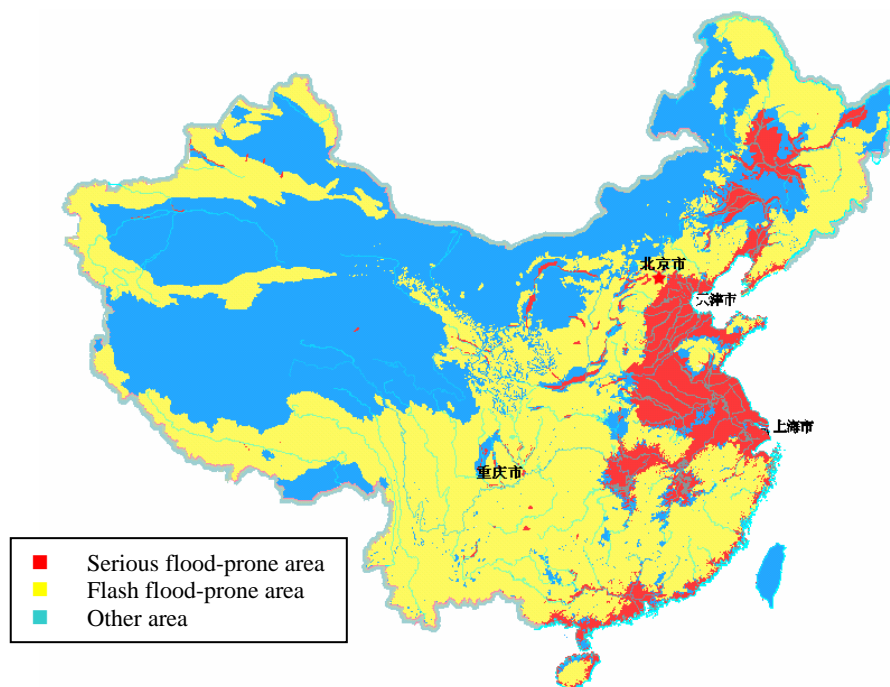 北京市
天津市
上海市
重庆市
Serious flood-prone area
Flash flood-prone area
Other area